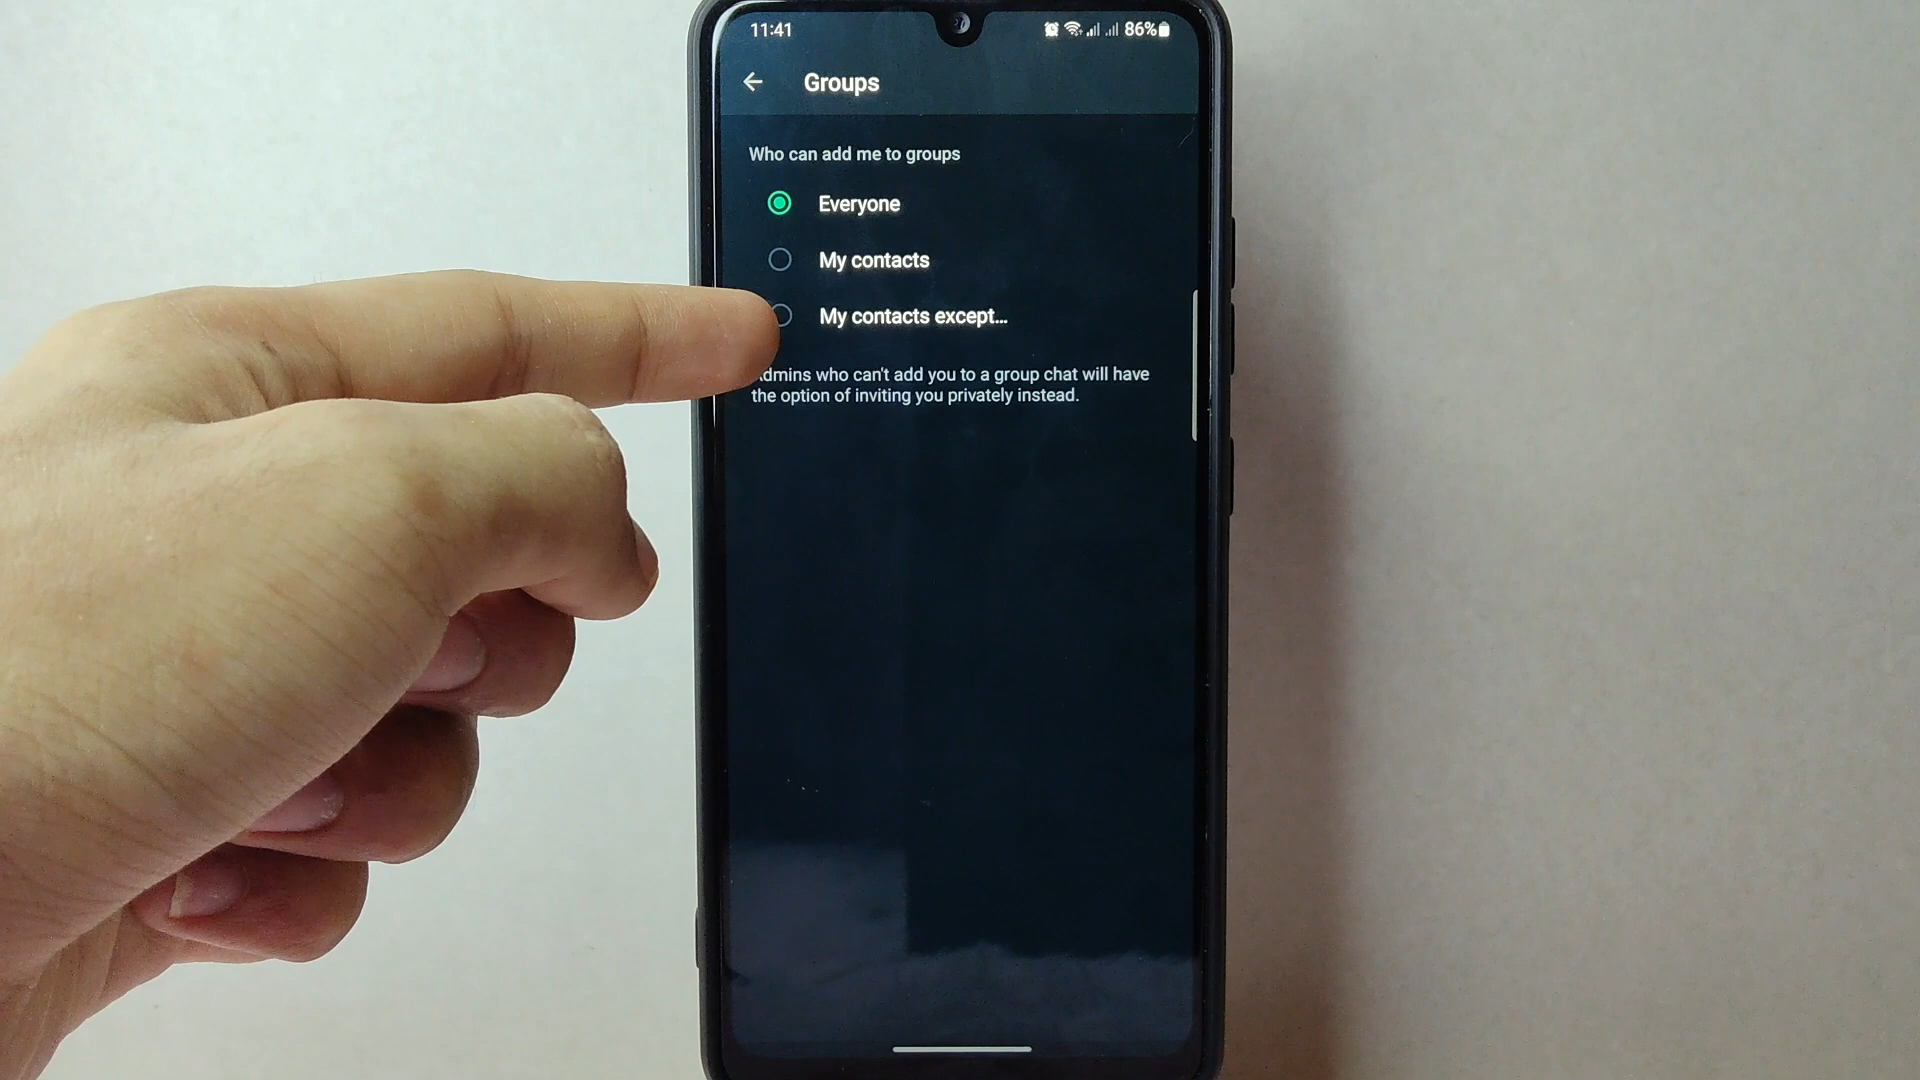 11:41
86%
Groups
Who can add me to groups
Everyone
My contacts
My contacts except...
dmins who can't add you to a group chat will have
the option of inviting you privately instead.